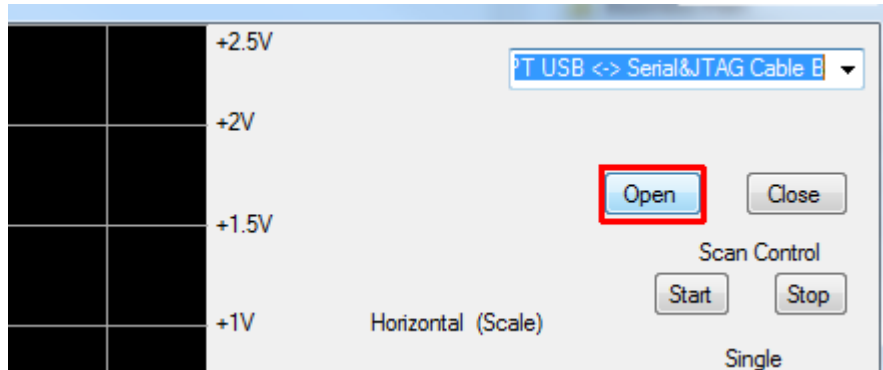 +2.5V
PT USB <-> Serial&JTAG Cable B
+2V
Open Close
+1.5V
Scan Control
Start Stop
+1V Horizontal (Scale)
Single